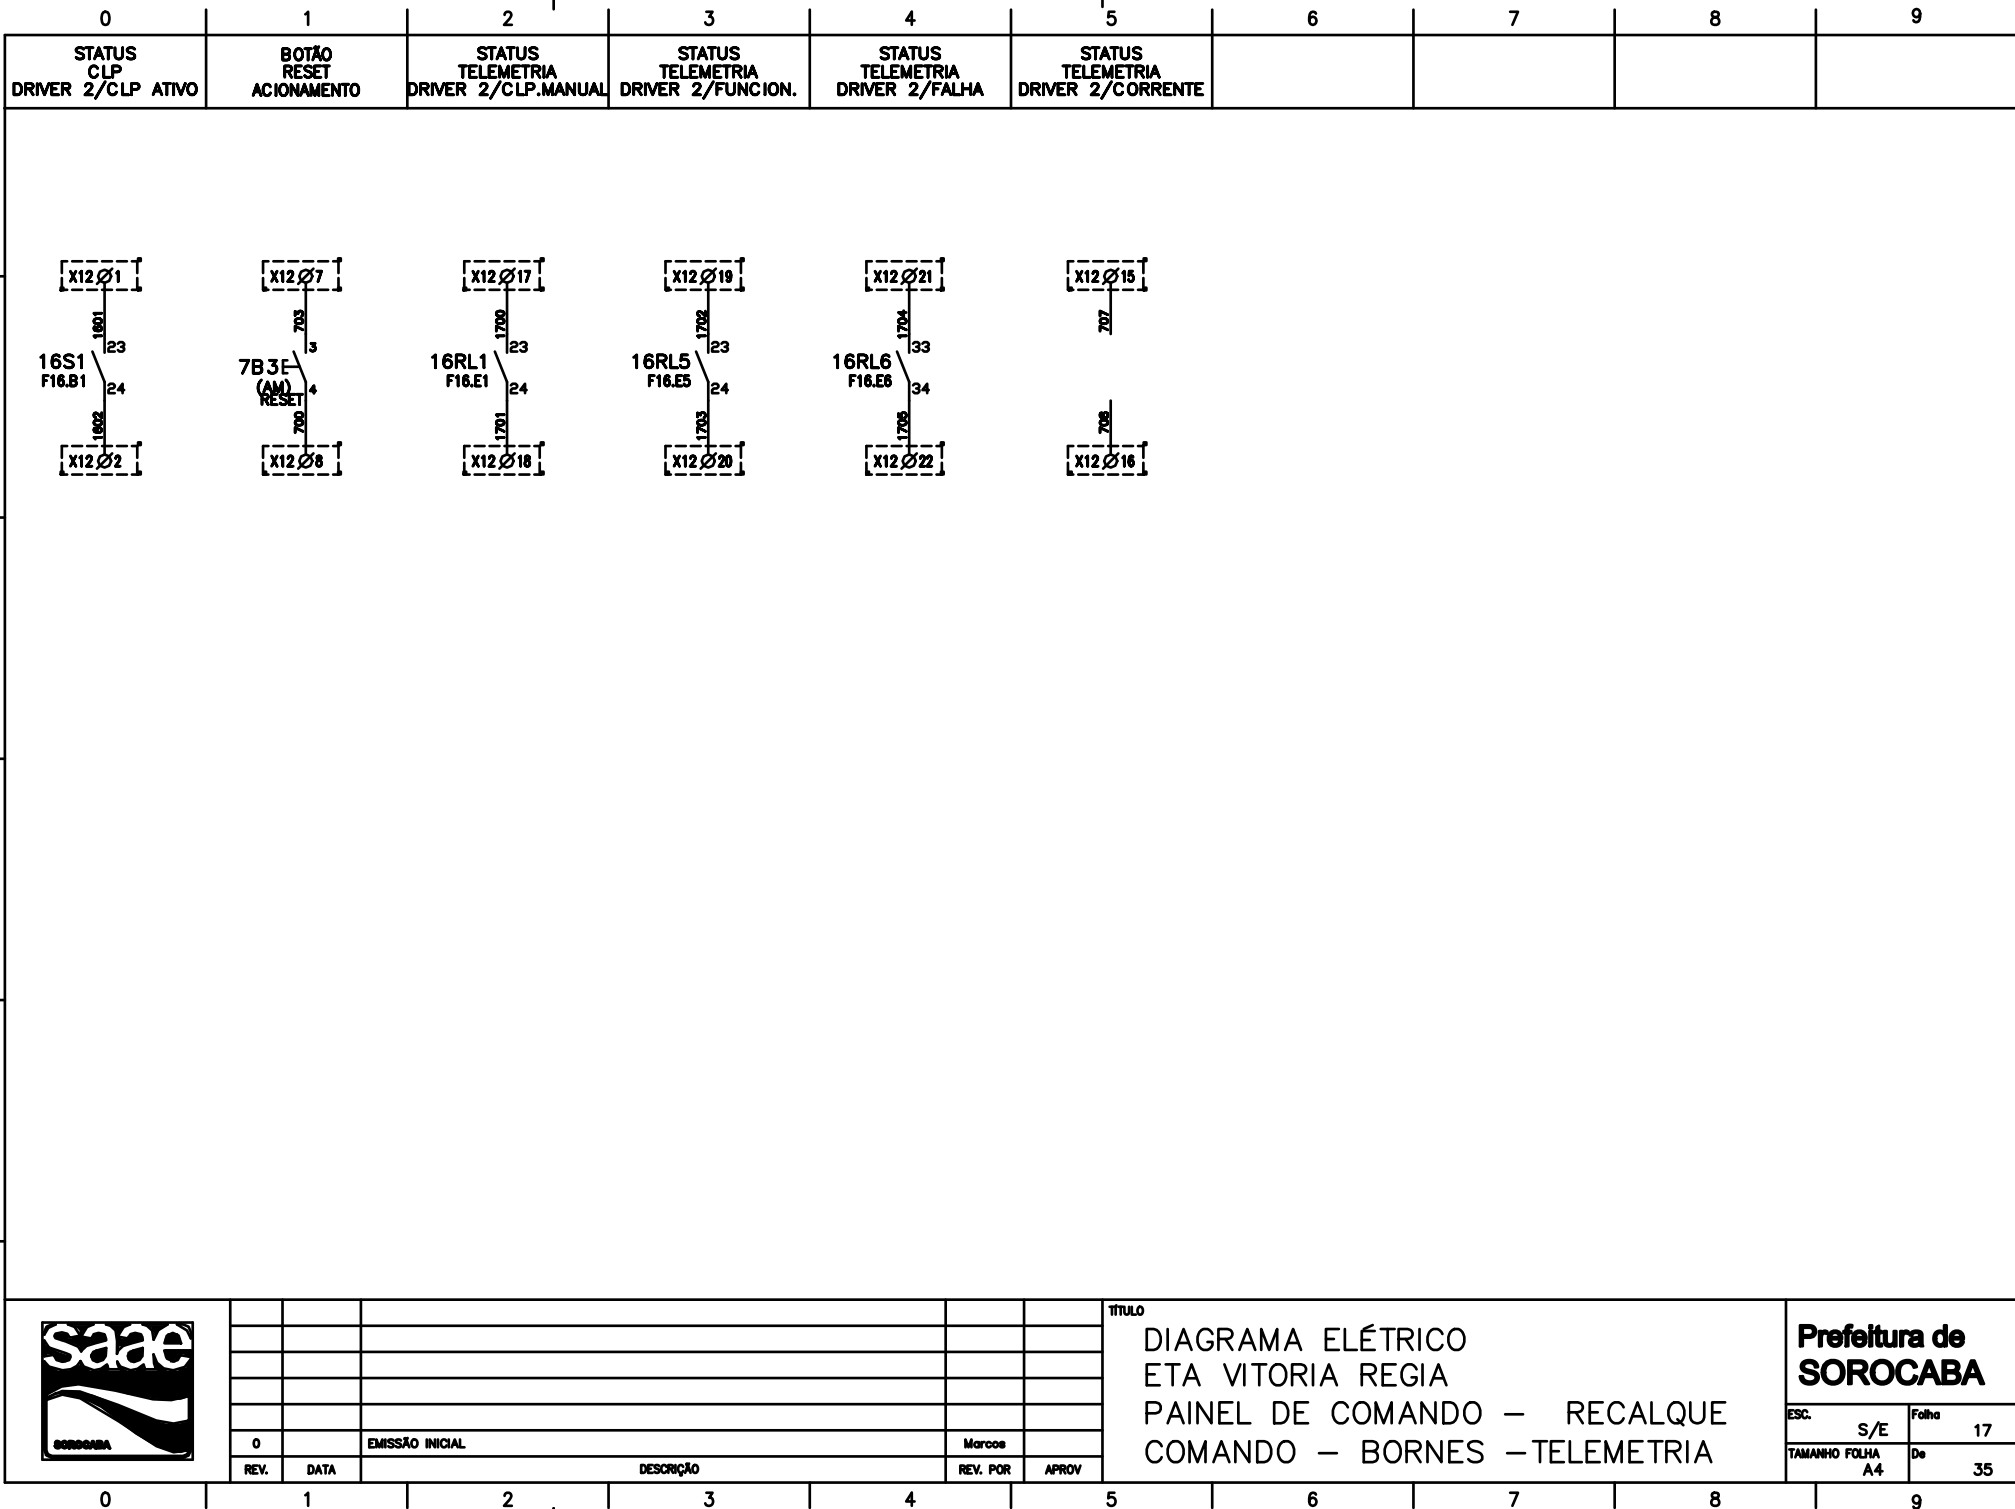 0 1 2 3 4 5 6 7 8 9
STATUS
CLP
DRIVER 2/CLP ATIVO
BOTÃO
RESET
ACIONAMENTO
STATUS
TELEMETRIA
DRIVER 2/CLP.MANUAL
STATUS
TELEMETRIA
DRIVER 2/FUNCION.
STATUS
TELEMETRIA
DRIVER 2/FALHA
STATUS
TELEMETRIA
DRIVER 2/CORRENTE
X12 1
1601
23
16S1
F16.B1
24
1602
X12 2
X12 7
703
3
7B3
(AM)
RESET
4
700
X12 8
X12 17
1700
23
16RL1
F16.E1
24
1701
X12 18
X12 19
1702
23
16RL5
F16.E5
24
1703
X12 20
X12 21
1704
33
16RL6
F16.E6
34
1705
X12 22
X12 15
707
708
X12 16
saae
SOROCABA
0 EMISSÃO INICIAL Marcos
REV. DATA DESCRIÇÃO REV. POR APROV
TÍTULO
DIAGRAMA ELÉTRICO
ETA VITORIA REGIA
PAINEL DE COMANDO – RECALQUE
COMANDO – BORNES –TELEMETRIA
Prefeitura de
SOROCABA
ESC.
S/E
Folha
17
TAMANHO FOLHA
A4
De
35
0 1 2 3 4 5 6 7 8 9